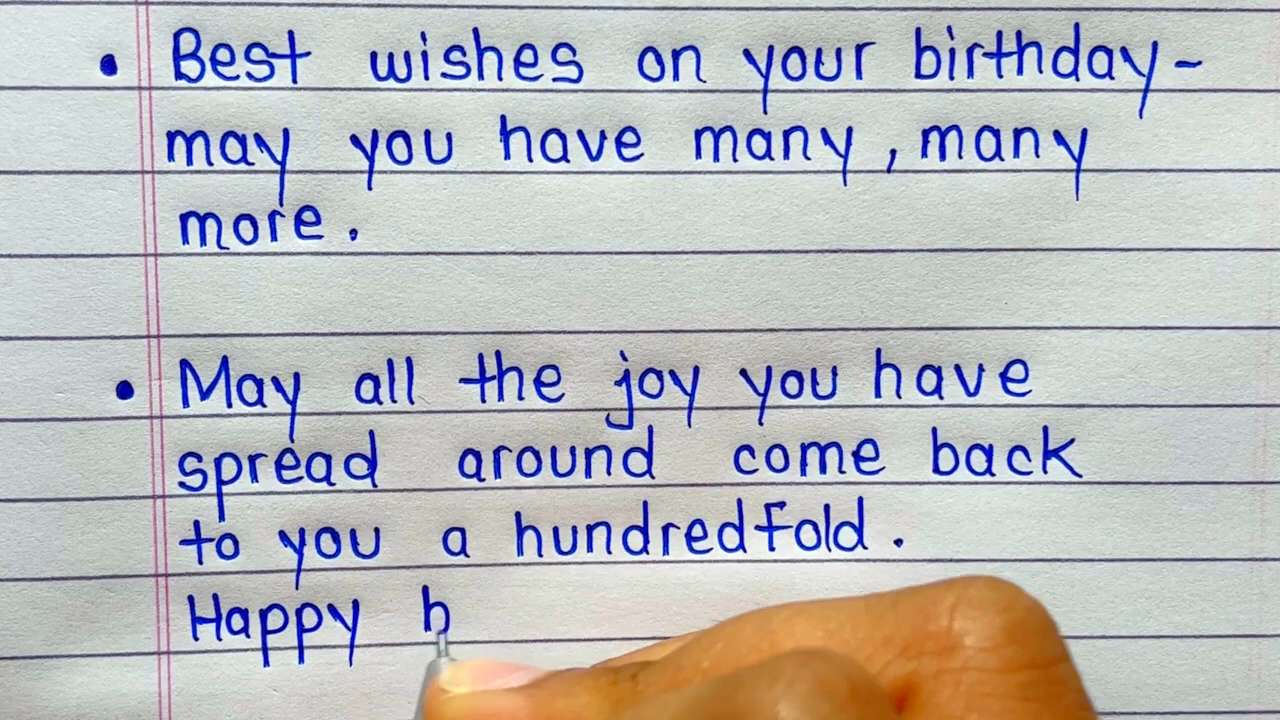 • Best wishes on your birthday-
may you have many, many
more.
• May all the joy you have
spread around come back
to you a hundredfold.
Happy b